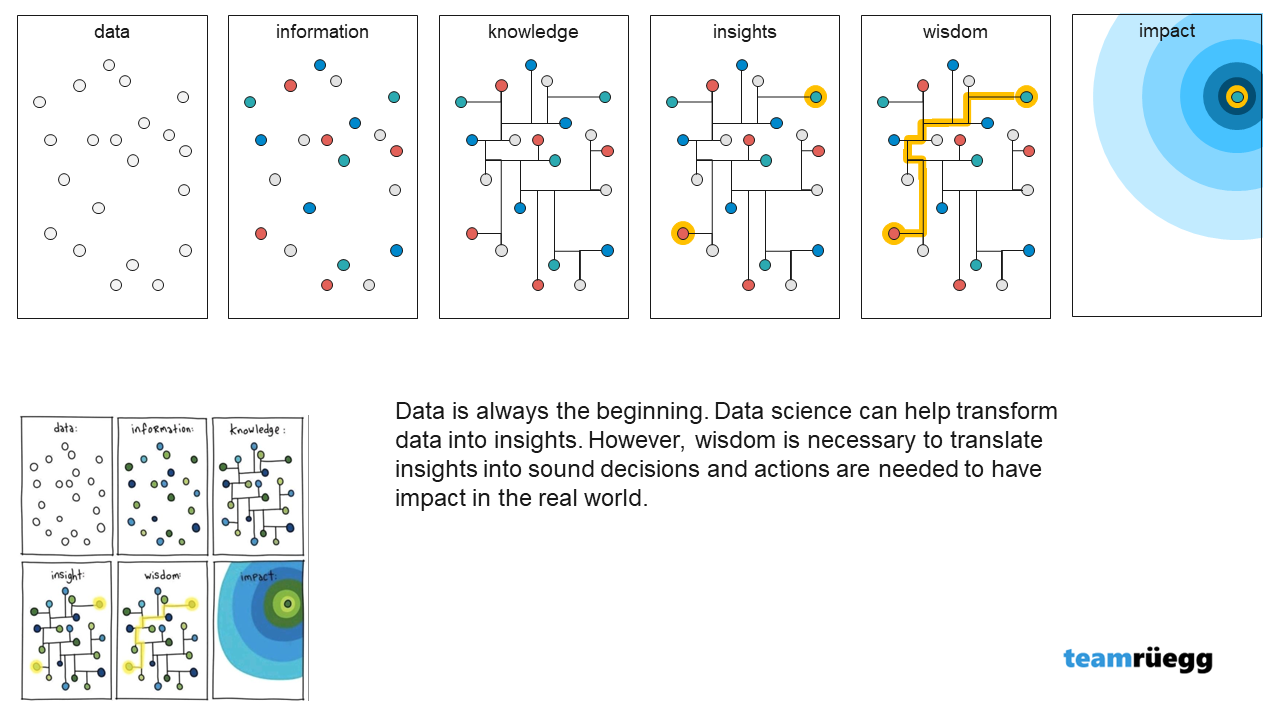 data
information
knowledge
insights
wisdom
impact
Data is always the beginning. Data science can help transform
data into insights. However, wisdom is necessary to translate
insights into sound decisions and actions are needed to have
impact in the real world.
data:
information:
knowledge:
insight:
wisdom:
impact:
teamrüegg